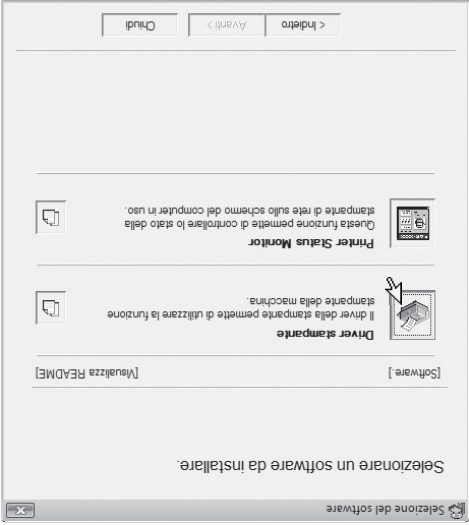 Selezione del software
Selezionare un software da installare.
[Software.] [Visualizza README]
Driver stampante
Il driver della stampante permette di utilizzare la funzione
stampante della macchina.
Printer Status Monitor
Questa funzione permette di controllare lo stato della
stampante di rete sullo schermo del computer in uso.
< Indietro Avanti > Chiudi